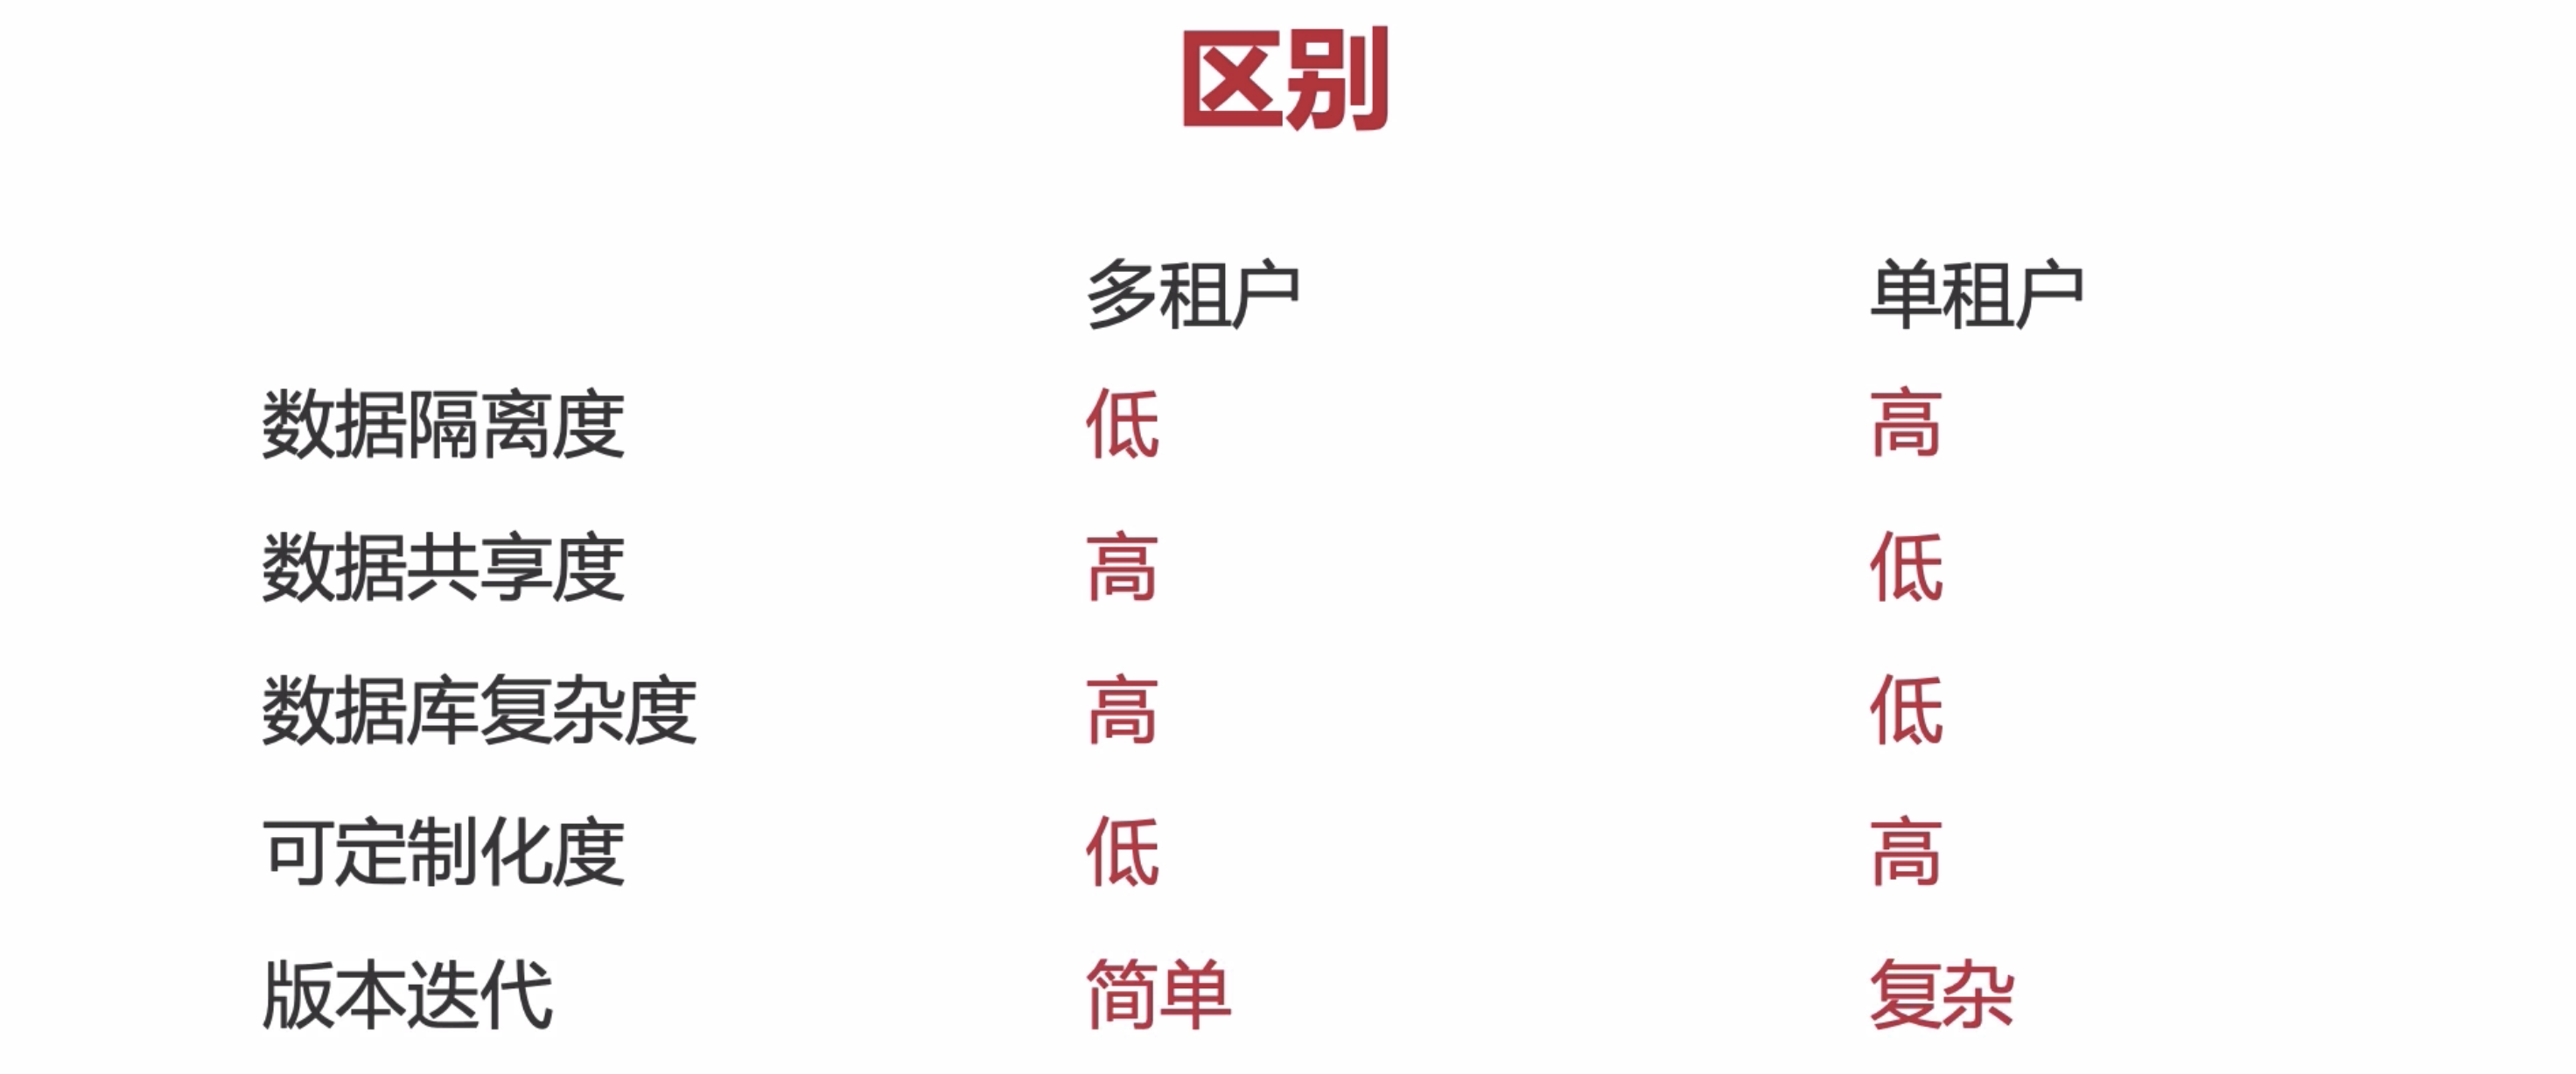 区别
多租户 单租户
数据隔离度 低 高
数据共享度 高 低
数据库复杂度 高 低
可定制化度 低 高
版本迭代 简单 复杂